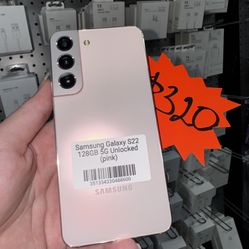 Samsung Galaxy S22
128GB 5G Unlocked
(pink)
SAMSUNG
$320